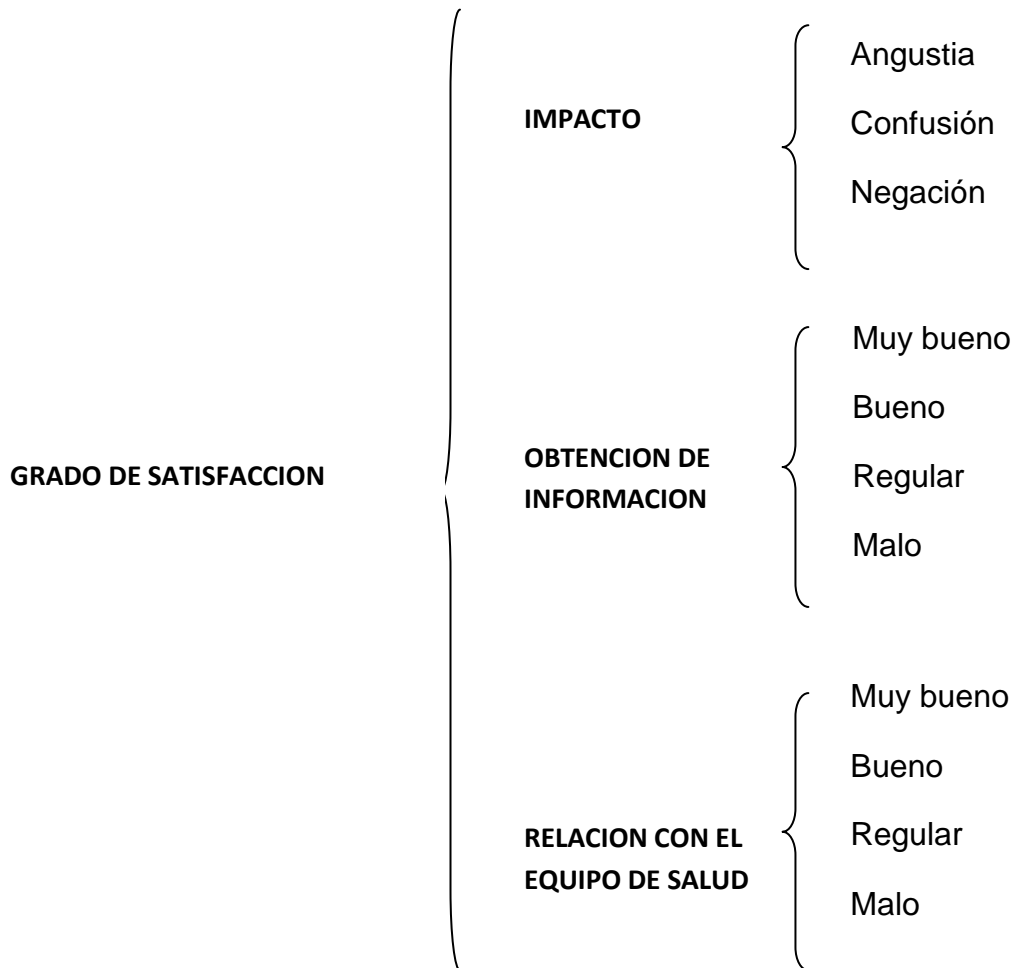 GRADO DE SATISFACCION
IMPACTO
Angustia
Confusión
Negación
OBTENCION DE
INFORMACION
Muy bueno
Bueno
Regular
Malo
RELACION CON EL
EQUIPO DE SALUD
Muy bueno
Bueno
Regular
Malo